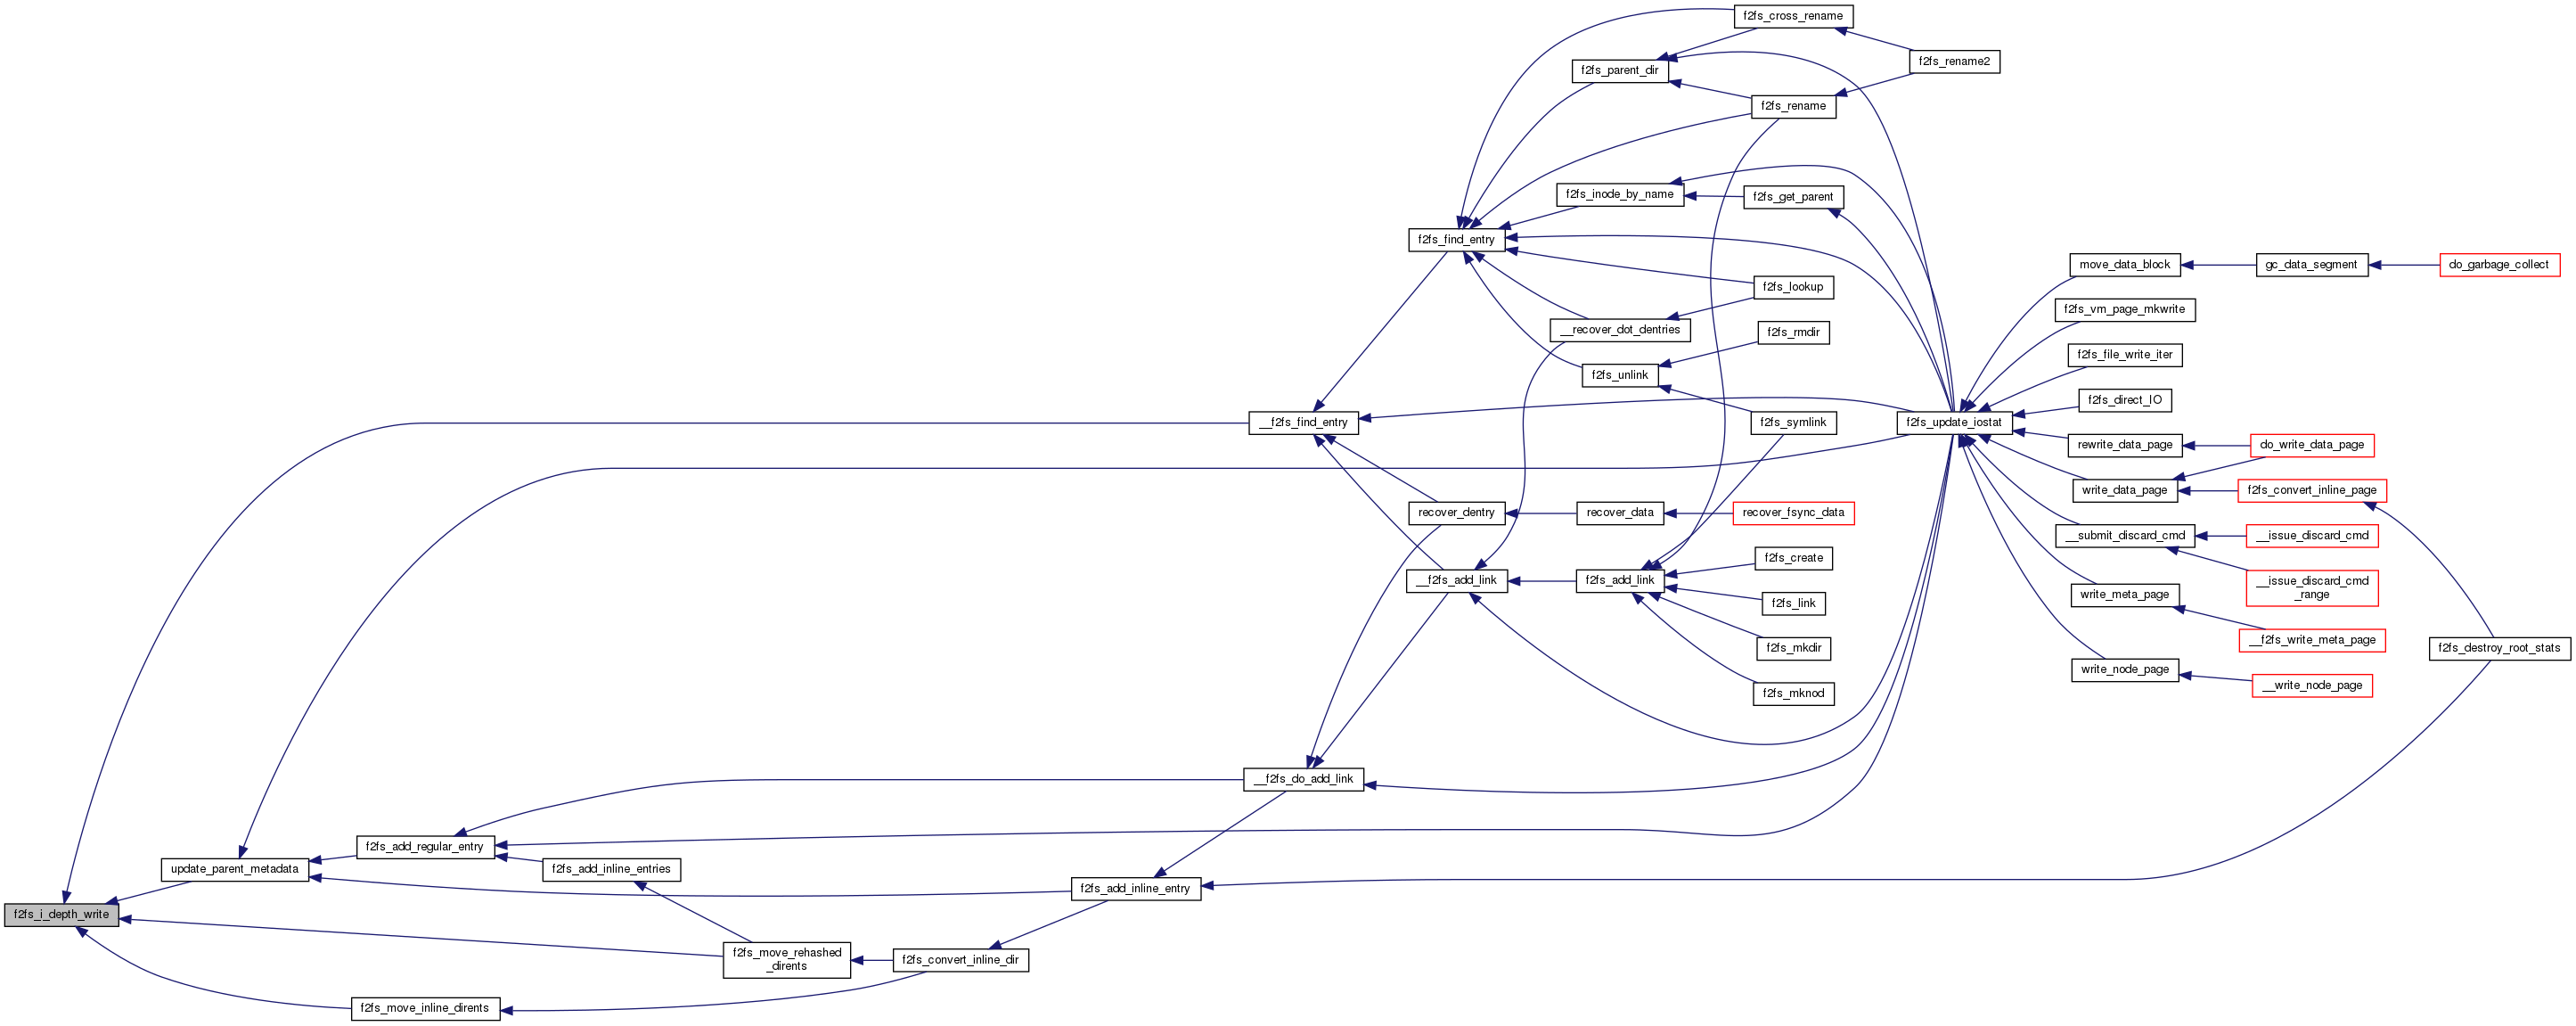 f2fs_cross_rename
f2fs_rename2
f2fs_parent_dir
f2fs_rename
f2fs_inode_by_name
f2fs_get_parent
f2fs_find_entry
move_data_block
gc_data_segment
do_garbage_collect
f2fs_lookup
f2fs_vm_page_mkwrite
__recover_dot_dentries
f2fs_rmdir
f2fs_file_write_iter
f2fs_unlink
f2fs_direct_IO
__f2fs_find_entry
f2fs_symlink
f2fs_update_iostat
rewrite_data_page
do_write_data_page
write_data_page
f2fs_convert_inline_page
recover_dentry
recover_data
recover_fsync_data
__submit_discard_cmd
__issue_discard_cmd
f2fs_create
__f2fs_add_link
f2fs_add_link
__issue_discard_cmd
_range
write_meta_page
f2fs_link
__f2fs_write_meta_page
f2fs_mkdir
f2fs_destroy_root_stats
write_node_page
__write_node_page
f2fs_mknod
__f2fs_do_add_link
f2fs_add_regular_entry
update_parent_metadata
f2fs_add_inline_entries
f2fs_add_inline_entry
f2fs_i_depth_write
f2fs_move_rehashed
_dirents
f2fs_convert_inline_dir
f2fs_move_inline_dirents